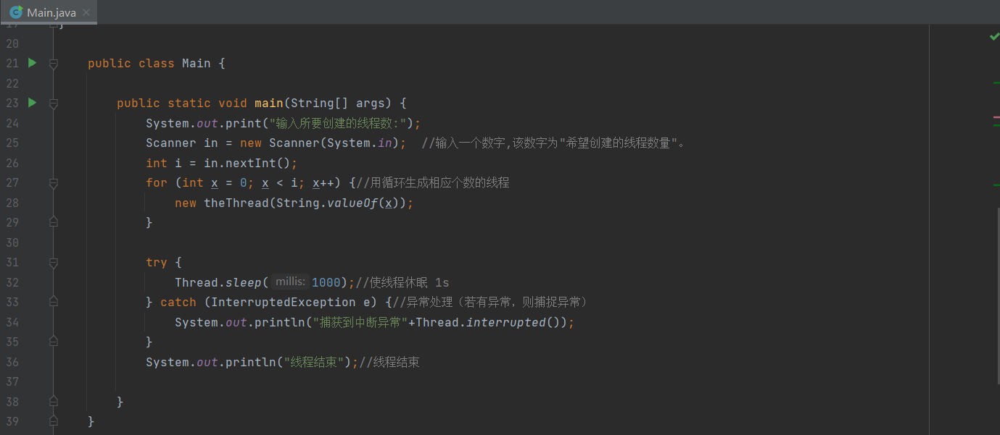 Main.java
19 }
20
21 public class Main {
22
23 public static void main(String[] args) {
24 System.out.print("输入所要创建的线程数:");
25 Scanner in = new Scanner(System.in); //输入一个数字,该数字为"希望创建的线程数量"。
26 int i = in.nextInt();
27 for (int x = 0; x < i; x++) {//用循环生成相应个数的线程
28 new theThread(String.valueOf(x));
29 }
30
31 try {
32 Thread.sleep( millis: 1000);//使线程休眠 1s
33 } catch (InterruptedException e) {//异常处理（若有异常，则捕捉异常）
34 System.out.println("捕获到中断异常"+Thread.interrupted());
35 }
36 System.out.println("线程结束");//线程结束
37
38 }
39 }